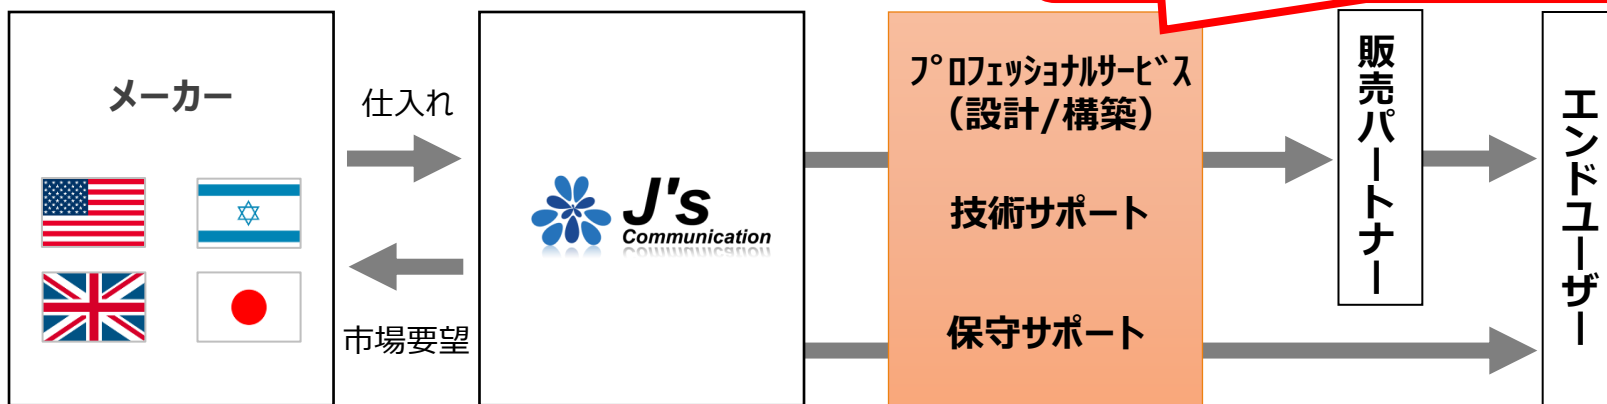 メーカー
仕入れ
市場要望
J's
Communication
ﾌﾟﾛﾌｪｯｼｮﾅﾙｻｰﾋﾞｽ
（設計/構築）
技術サポート
保守サポート
販売パートナー
エンドユーザー